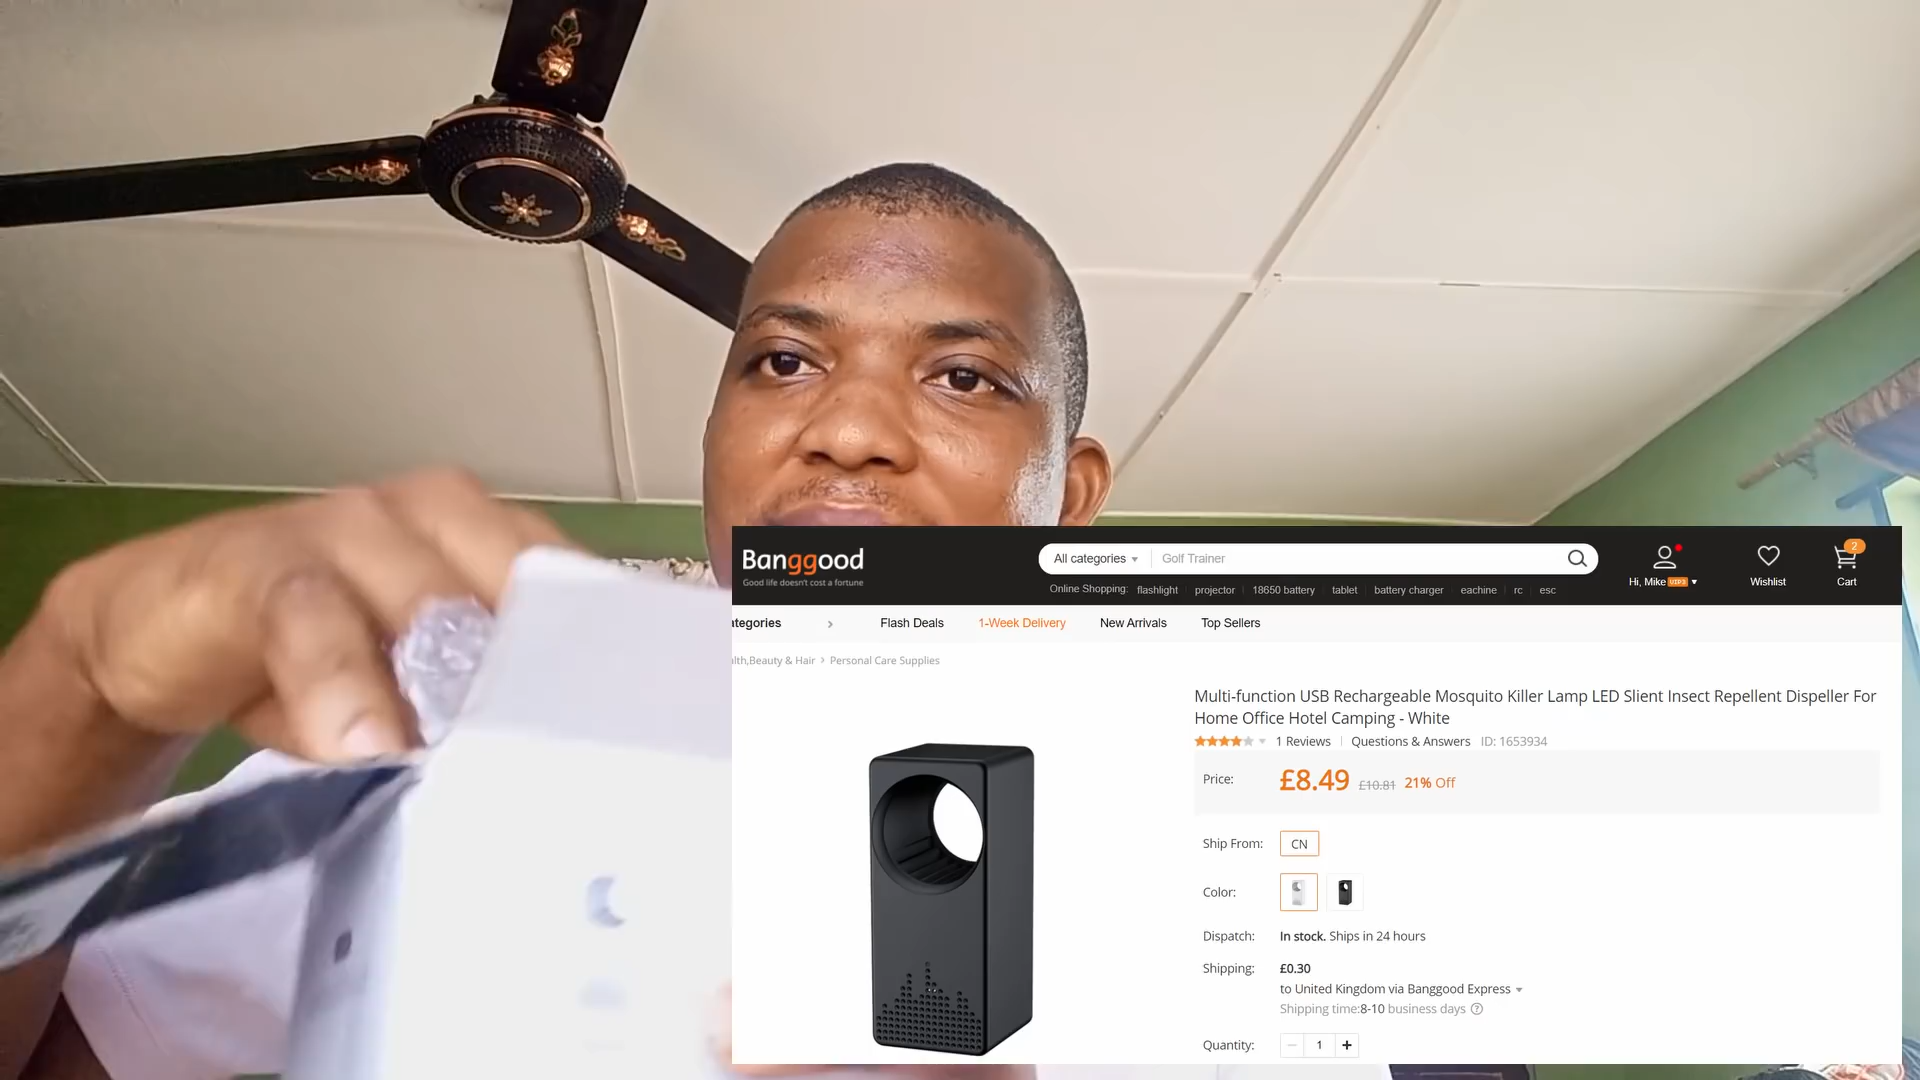 Banggood
Good life doesn't cost a fortune
All categories
Golf Trainer
Online Shopping: flashlight projector 18650 battery tablet battery charger eachine rc esc
Hi, Mike VIP3
Wishlist
2
Cart
ategories
Flash Deals
1-Week Delivery
New Arrivals
Top Sellers
lth,Beauty & Hair > Personal Care Supplies
Multi-function USB Rechargeable Mosquito Killer Lamp LED Slient Insect Repellent Dispeller For
Home Office Hotel Camping - White
1 Reviews | Questions & Answers ID: 1653934
Price: £8.49 £10.81 21% Off
Ship From: CN
Color:
Dispatch: In stock. Ships in 24 hours
Shipping: £0.30
to United Kingdom via Banggood Express
Shipping time:8-10 business days ?
Quantity: − 1 +